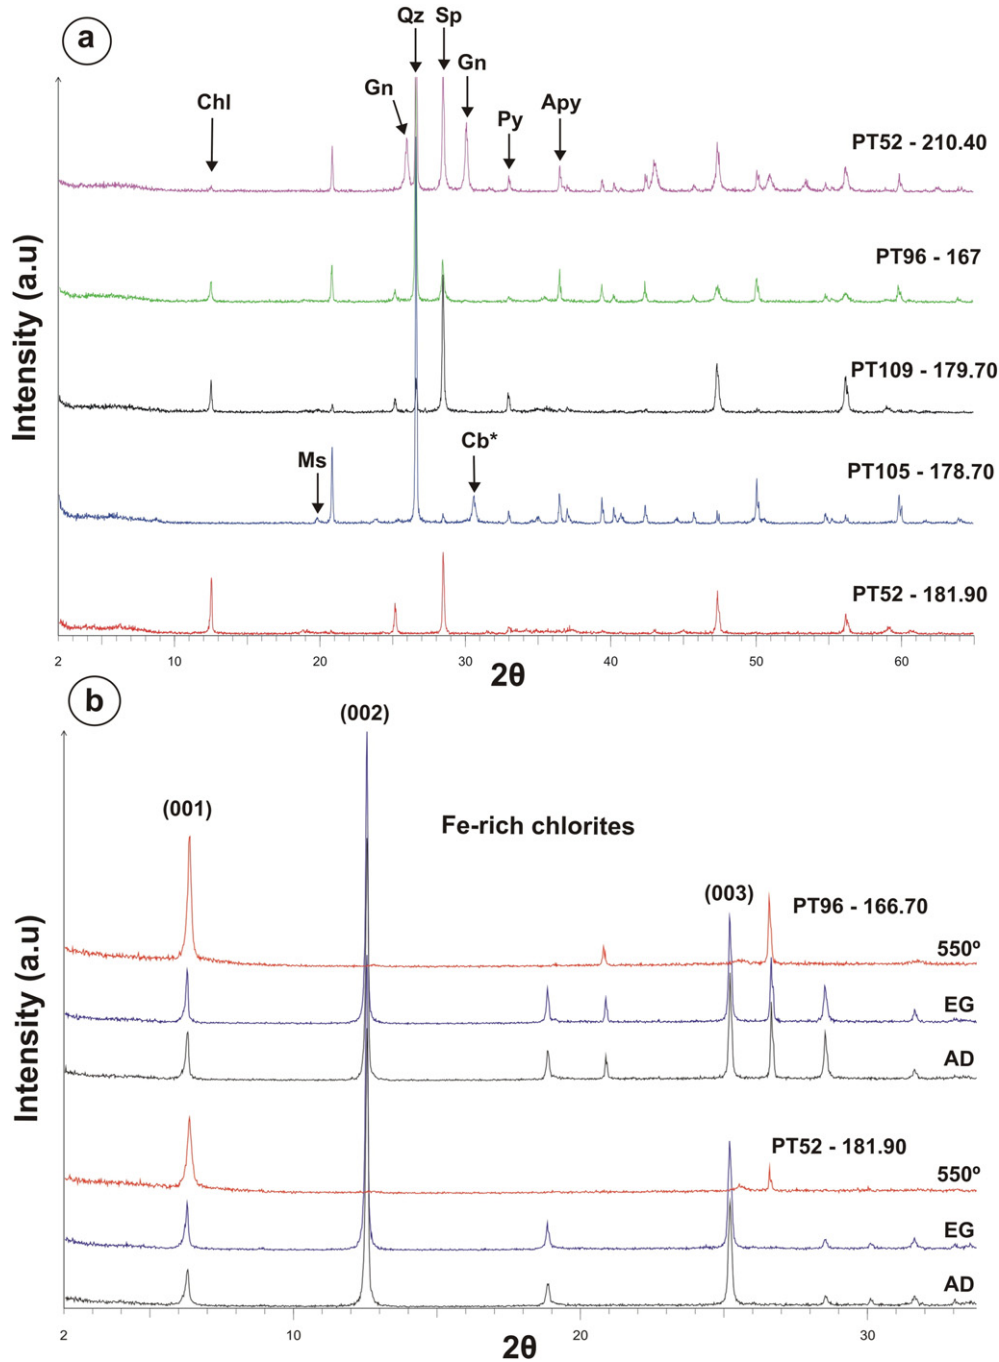 a
Qz Sp
Gn Gn
Chl
Py Apy
PT52 - 210.40
PT96 - 167
PT109 - 179.70
Ms Cb*
PT105 - 178.70
PT52 - 181.90
Intensity (a.u)
2 10 20 30 40 50 60
2θ
b
(002)
(001)
Fe-rich chlorites
(003)
PT96 - 166.70
550º
EG
AD
PT52 - 181.90
550º
EG
AD
Intensity (a.u)
2 10 20 30
2θ